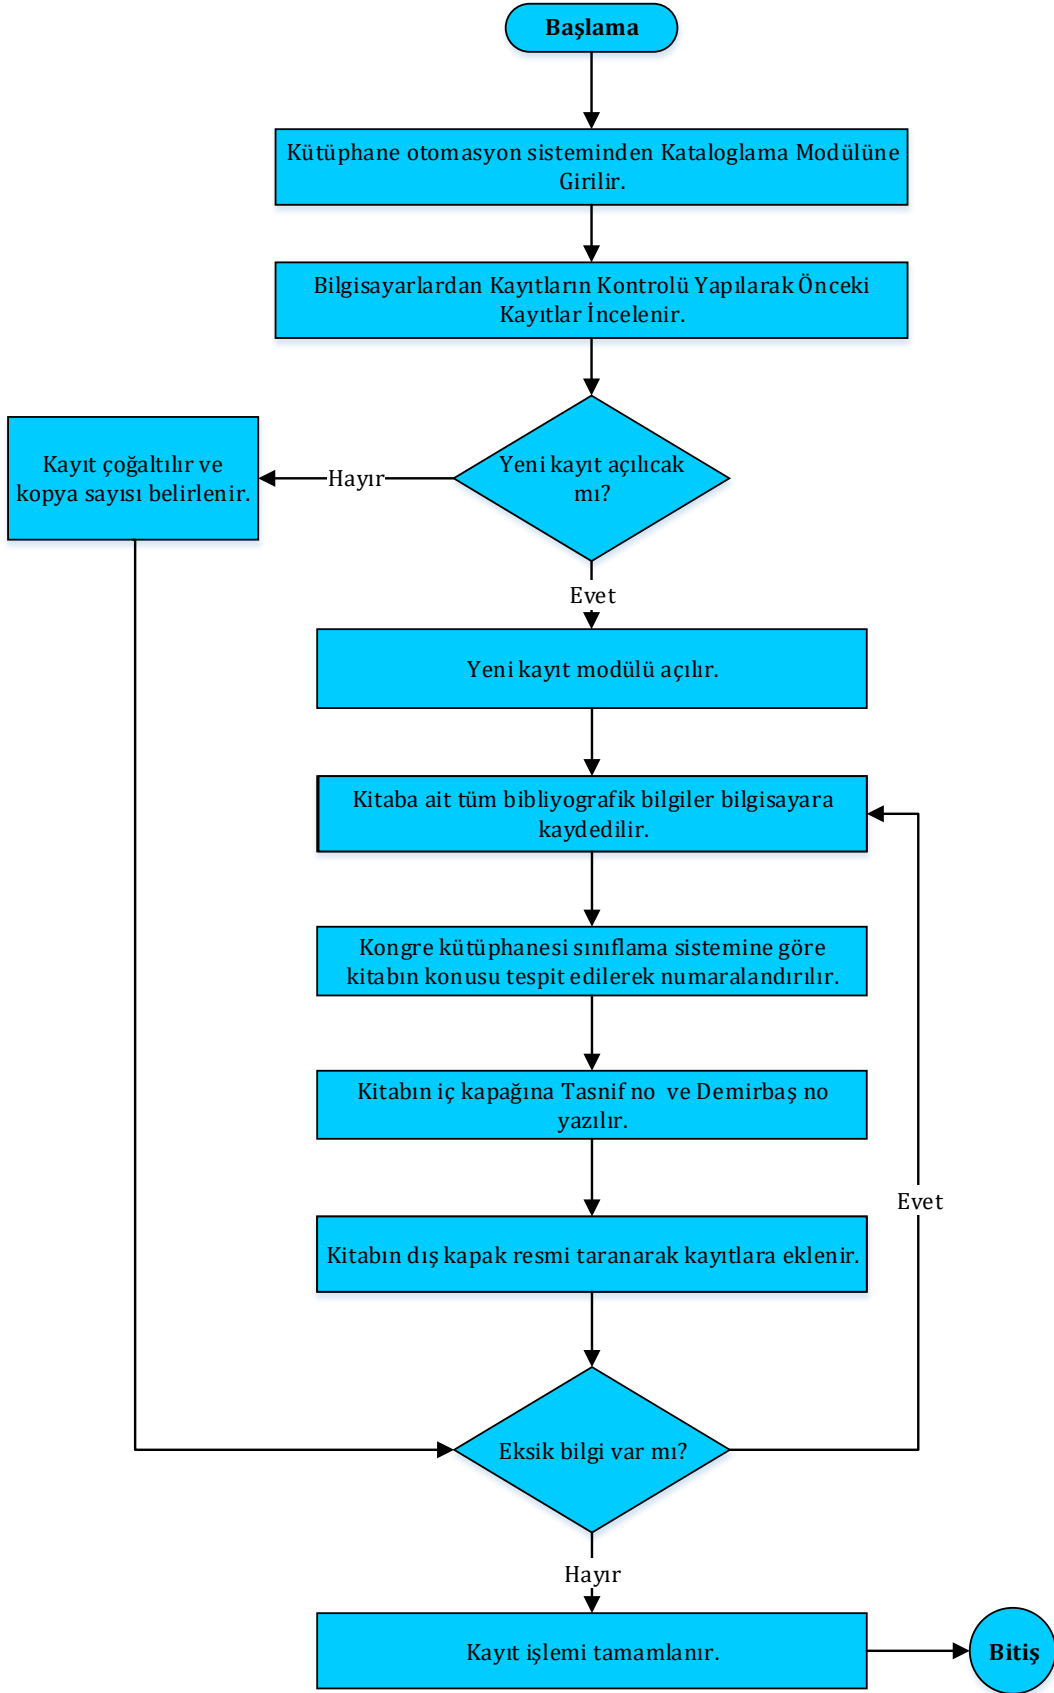 Başlama
Kütüphane otomasyon sisteminden Kataloglama Modülüne
Girilir.
Bilgisayarlardan Kayıtların Kontrolü Yapılarak Önceki
Kayıtlar İncelenir.
Yeni kayıt açılıcak
mı?
Hayır
Kayıt çoğaltılır ve
kopya sayısı belirlenir.
Evet
Yeni kayıt modülü açılır.
Kitaba ait tüm bibliyografik bilgiler bilgisayara
kaydedilir.
Kongre kütüphanesi sınıflama sistemine göre
kitabın konusu tespit edilerek numaralandırılır.
Kitabın iç kapağına Tasnif no  ve Demirbaş no
yazılır.
Evet
Kitabın dış kapak resmi taranarak kayıtlara eklenir.
Eksik bilgi var mı?
Hayır
Kayıt işlemi tamamlanır.
Bitiş